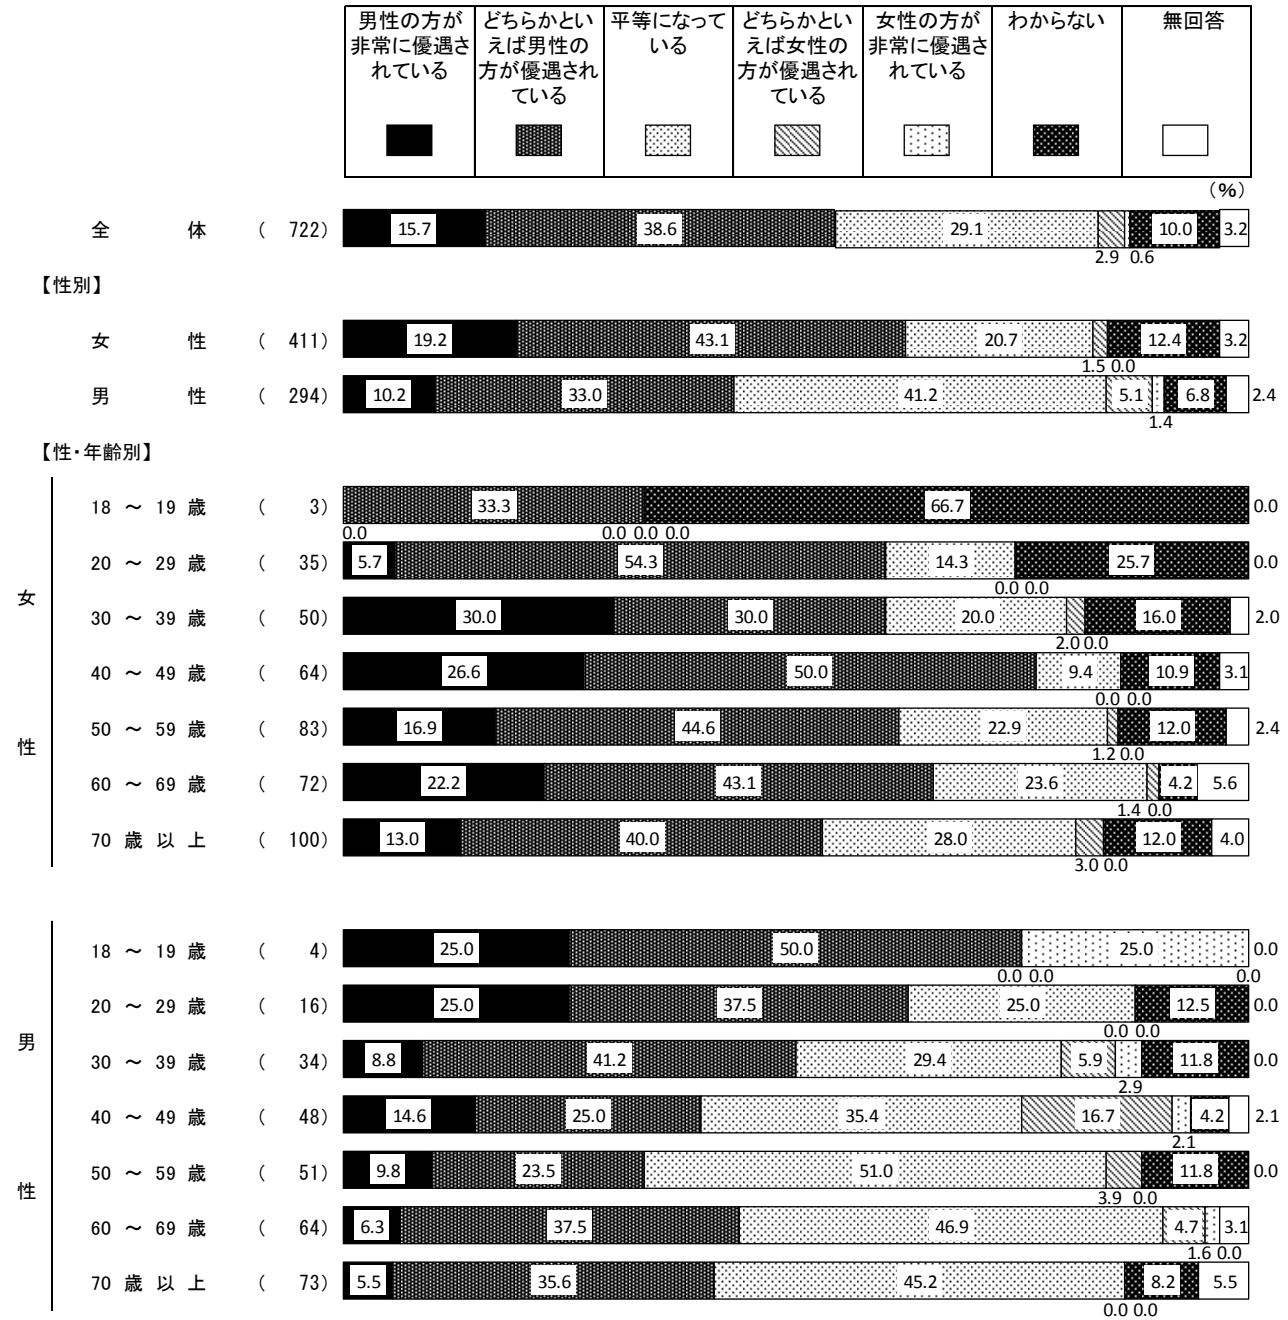 男性の方が
非常に優遇さ
れている
どちらかとい
えば男性の
方が優遇され
ている
平等になって
いる
どちらかとい
えば女性の
方が優遇され
ている
女性の方が
非常に優遇さ
れている
わからない
無回答
(%)
全 体 ( 722) 15.7 38.6 29.1 10.0 3.2
2.9 0.6
【性別】
女 性 ( 411) 19.2 43.1 20.7 12.4 3.2
1.5 0.0
男 性 ( 294) 10.2 33.0 41.2 5.1 6.8 2.4
1.4
【性・年齢別】
女性
18 ～ 19 歳 ( 3) 33.3 66.7 0.0
0.0 0.0 0.0 0.0
20 ～ 29 歳 ( 35) 5.7 54.3 14.3 25.7 0.0
0.0 0.0
30 ～ 39 歳 ( 50) 30.0 30.0 20.0 16.0 2.0
2.0 0.0
40 ～ 49 歳 ( 64) 26.6 50.0 9.4 10.9 3.1
0.0 0.0
50 ～ 59 歳 ( 83) 16.9 44.6 22.9 12.0 2.4
1.2 0.0
60 ～ 69 歳 ( 72) 22.2 43.1 23.6 4.2 5.6
1.4 0.0
70 歳 以 上 ( 100) 13.0 40.0 28.0 12.0 4.0
3.0 0.0
男性
18 ～ 19 歳 ( 4) 25.0 50.0 25.0 0.0
0.0 0.0 0.0
20 ～ 29 歳 ( 16) 25.0 37.5 25.0 12.5 0.0
0.0 0.0
30 ～ 39 歳 ( 34) 8.8 41.2 29.4 5.9 11.8 0.0
2.9
40 ～ 49 歳 ( 48) 14.6 25.0 35.4 16.7 4.2 2.1
2.1
50 ～ 59 歳 ( 51) 9.8 23.5 51.0 11.8 0.0
3.9 0.0
60 ～ 69 歳 ( 64) 6.3 37.5 46.9 4.7 3.1
1.6 0.0
70 歳 以 上 ( 73) 5.5 35.6 45.2 8.2 5.5
0.0 0.0